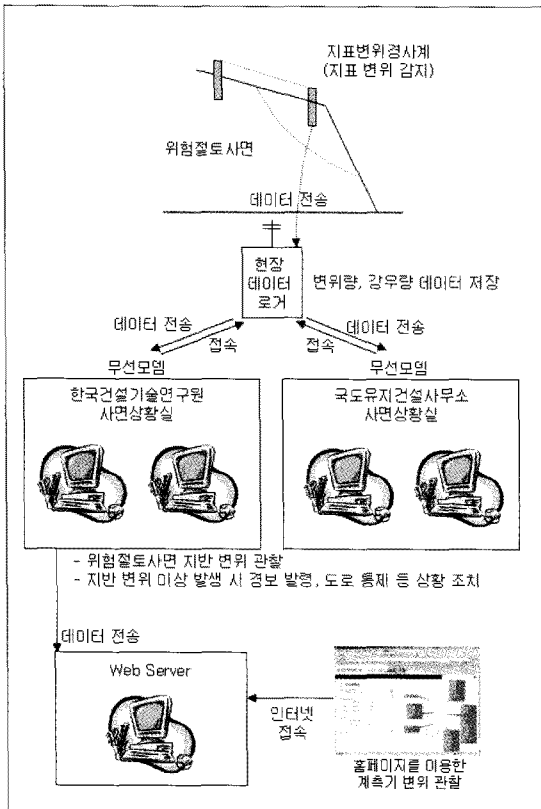 지표변위경사계
(지표 변위 감지)
위험절토사면
데이터 전송
현장
데이터
로거
변위량, 강우량 데이터 저장
데이터 전송
접속
데이터 전송
접속
무선모뎀
무선모뎀
한국건설기술연구원
사면상황실
국도유지건설사무소
사면상황실
- 위험절토사면 지반 변위 관찰
- 지반 변위 이상 발생 시 경보 발령, 도로 통제 등 상황 조치
데이터 전송
Web Server
인터넷
접속
홈페이지를 이용한
계측기 변위 관찰